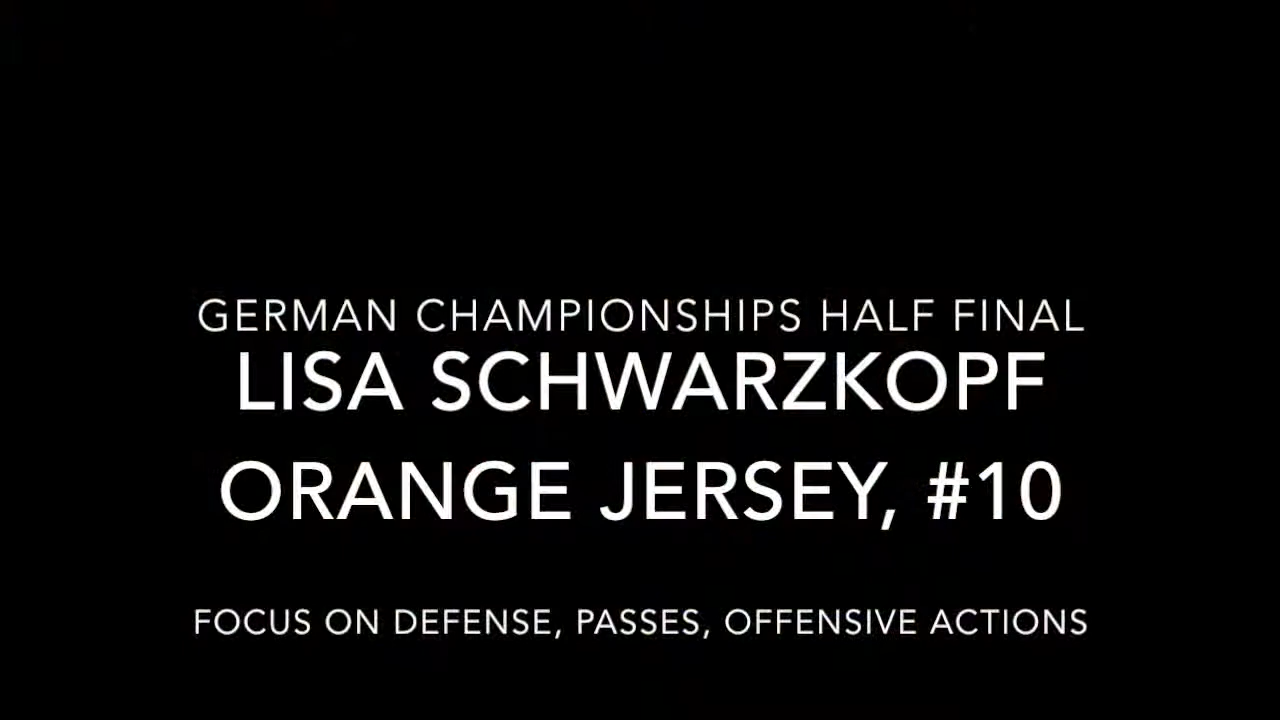 GERMAN CHAMPIONSHIPS HALF FINAL
LISA SCHWARZKOPF
ORANGE JERSEY, #10
FOCUS ON DEFENSE, PASSES, OFFENSIVE ACTIONS